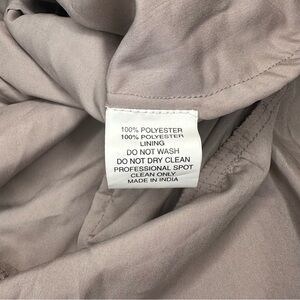 100% POLYESTER
100% POLYESTER
LINING
DO NOT WASH
DO NOT DRY CLEAN
PROFESSIONAL SPOT
CLEAN ONLY
MADE IN INDIA